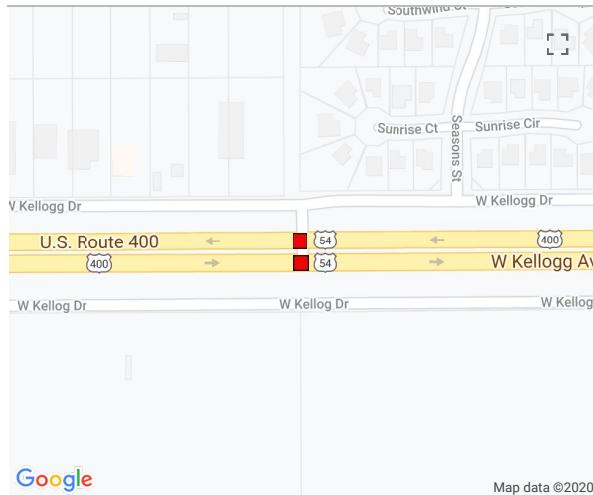 Southwind Ct
Sunrise Ct
Seasons St
Sunrise Cir
W Kellogg Dr
W Kellogg Dr
U.S. Route 400
54
400
400
54
W Kellogg Av
W Kellog Dr
W Kellog Dr
W Kellog
Google
Map data ©2020